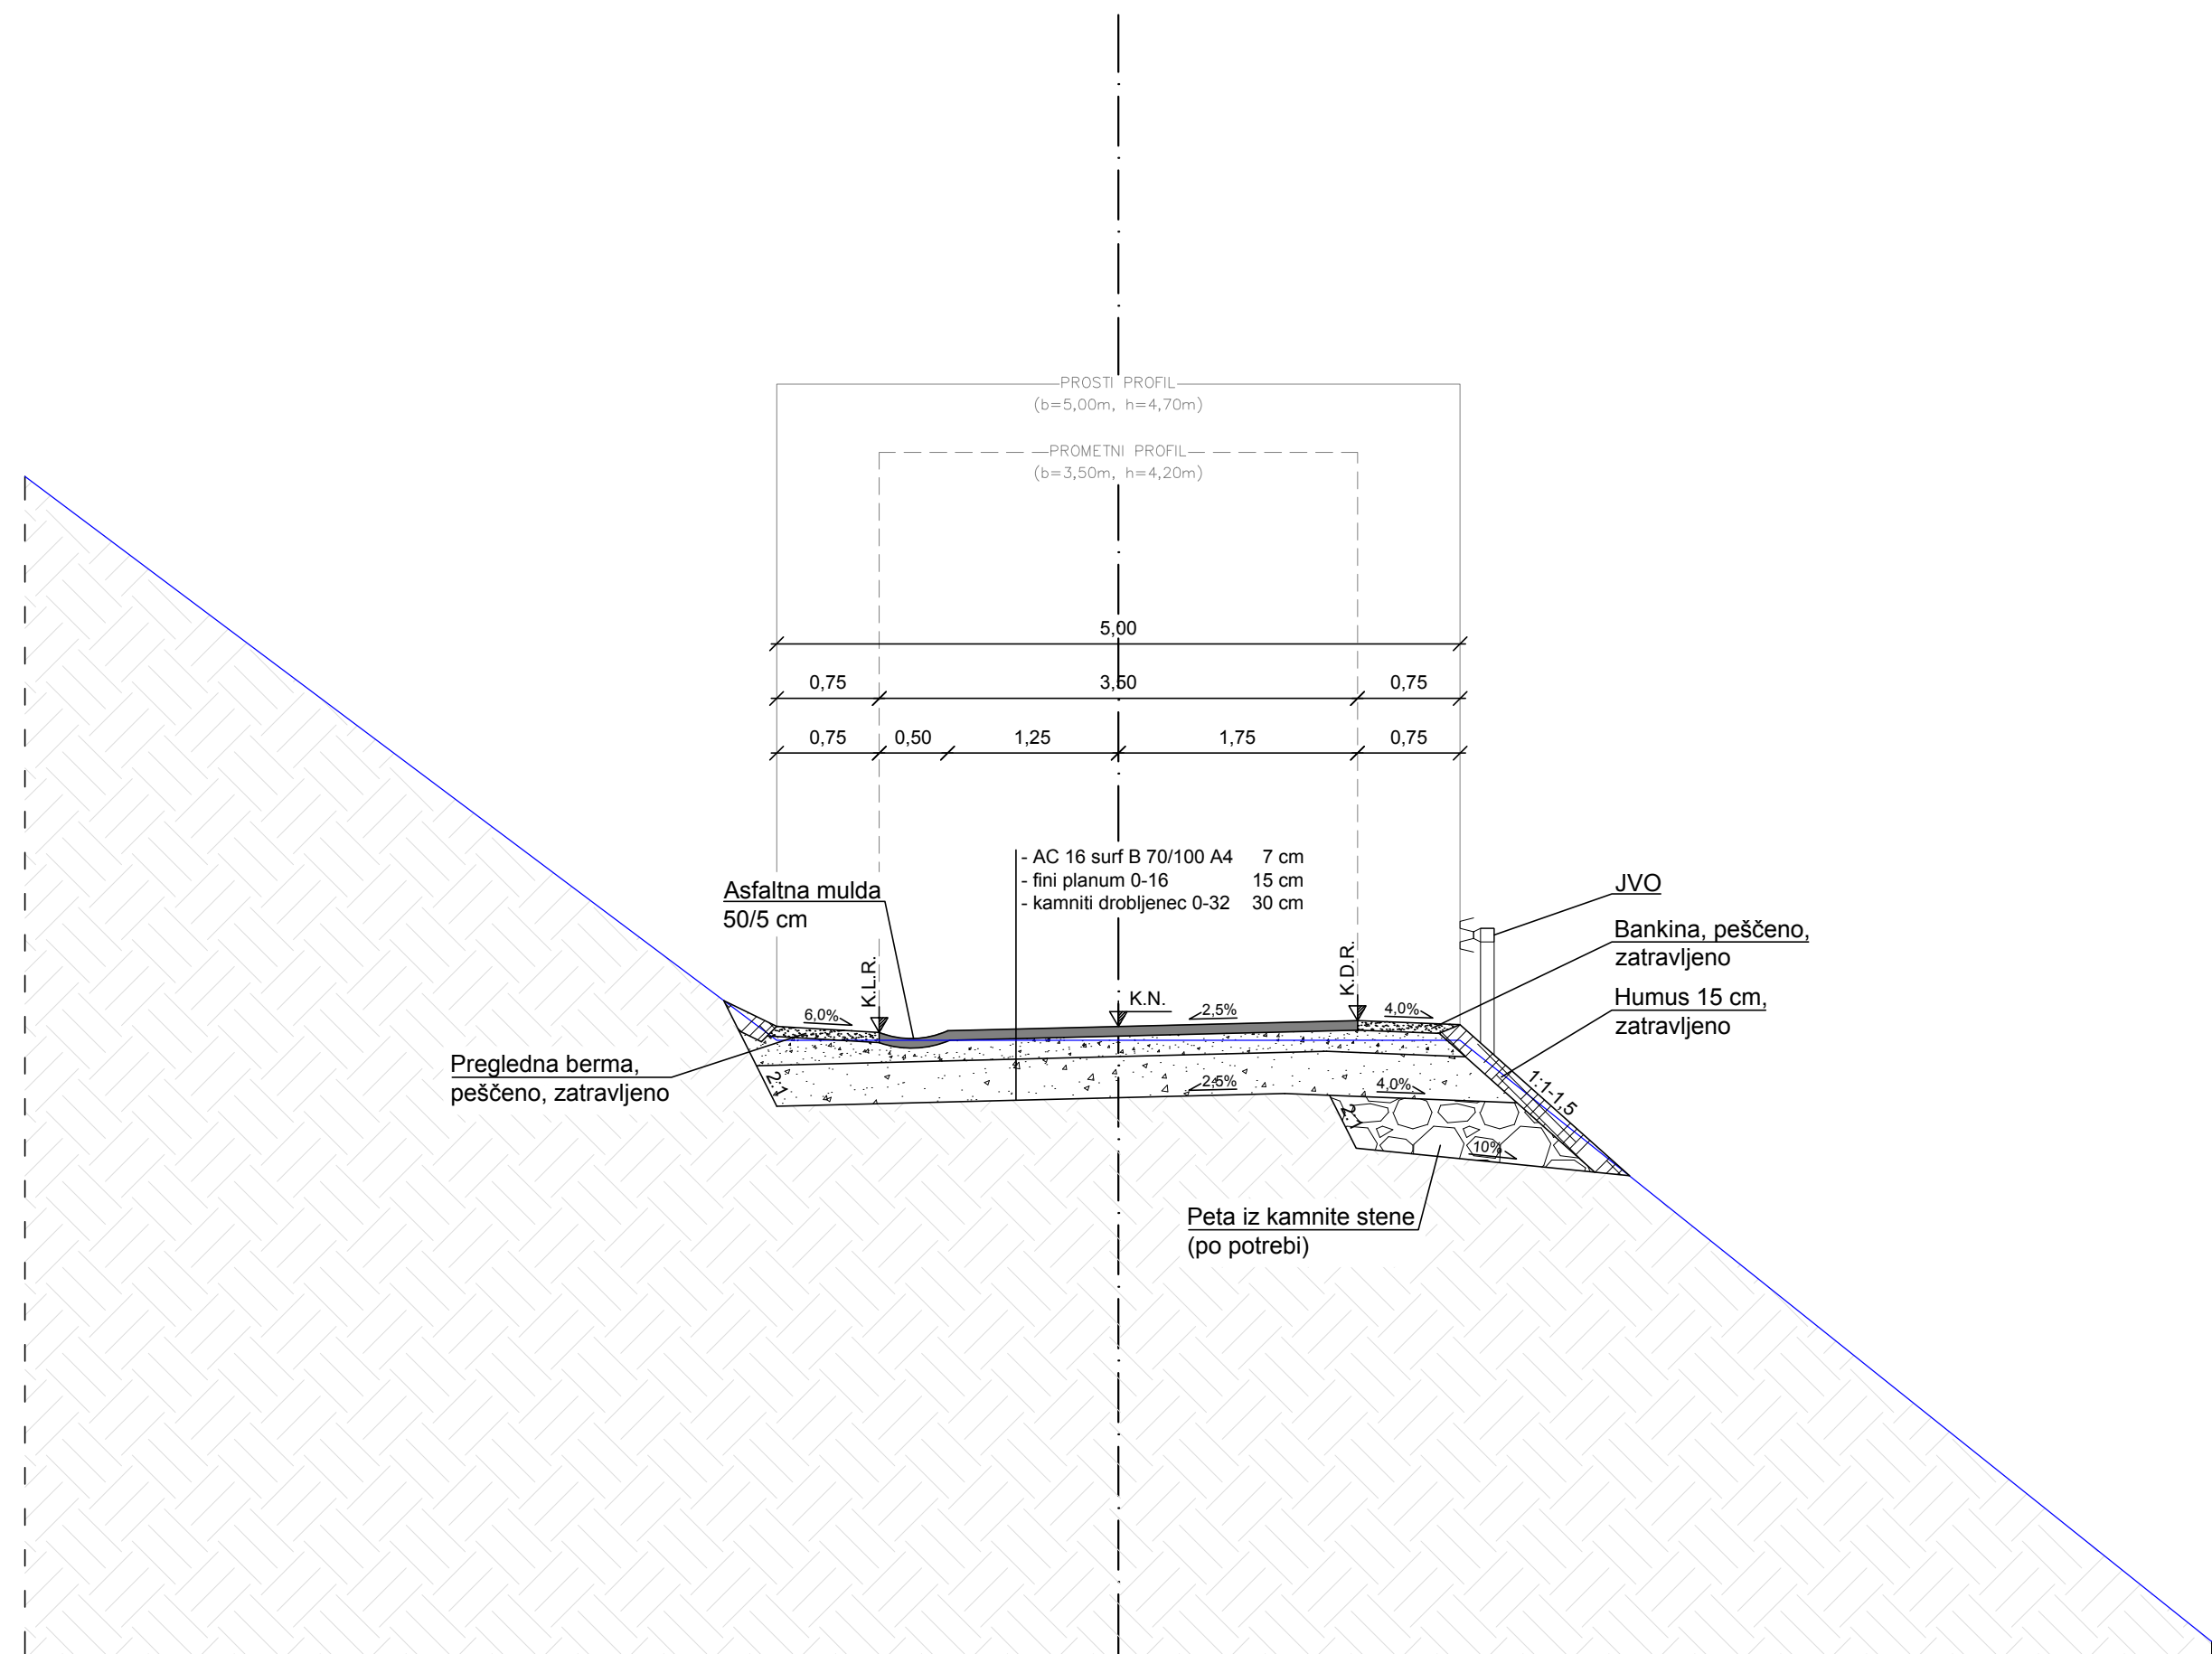 PROSTI PROFIL
(b=5,00m, h=4,70m)
PROMETNI PROFIL
(b=3,50m, h=4,20m)
5,00
0,75 3,50 0,75
0,75 0,50 1,25 1,75 0,75
- AC 16 surf B 70/100 A4 7 cm
- fini planum 0-16 15 cm
- kamniti drobljenec 0-32 30 cm
Asfaltna mulda
50/5 cm
JVO
Bankina, peščeno,
zatravljeno
Humus 15 cm,
zatravljeno
K.L.R.
K.D.R.
K.N.
6,0%
2,5%
4,0%
Pregledna berma,
peščeno, zatravljeno
2:1
2,5%
4,0%
2:1
10%
1:1-1,5
Peta iz kamnite stene
(po potrebi)